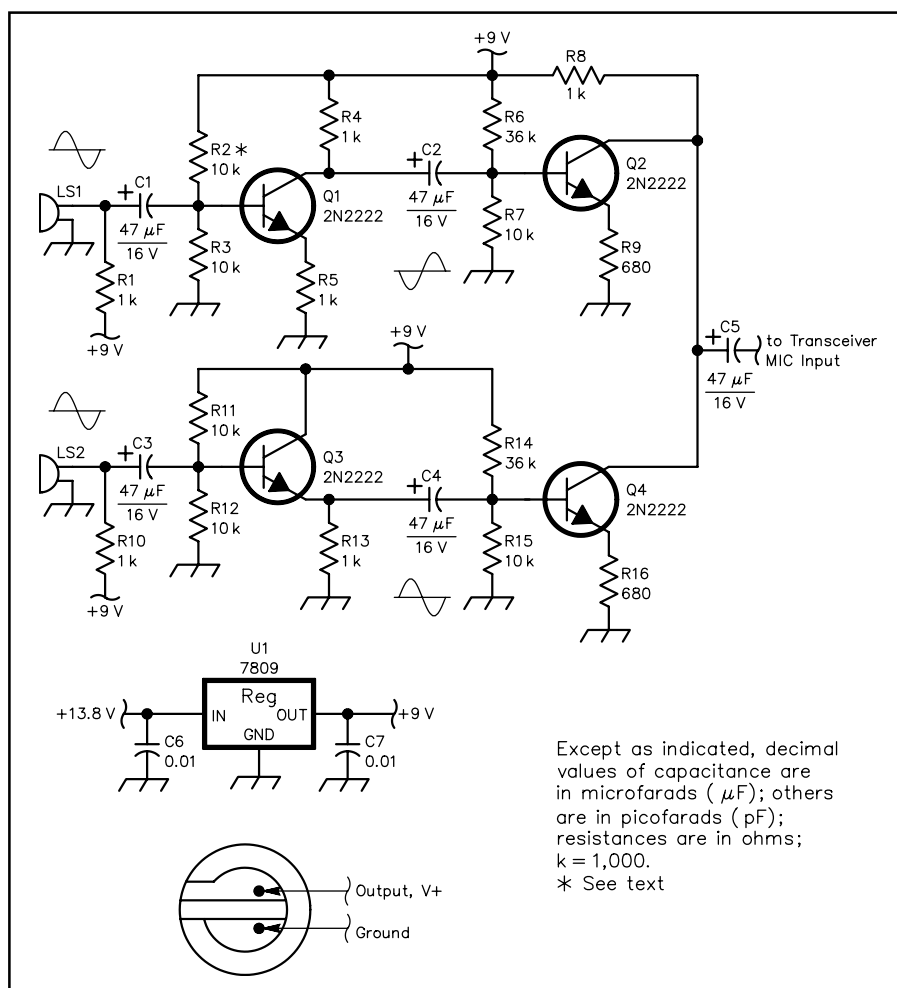 +9 V
R8
1 k
R4
1 k
R6
36 k
R2 *
10 k
C2
+
47 µF
16 V
Q2
2N2222
LS1
C1
+
47 µF
16 V
Q1
2N2222
R3
10 k
R7
10 k
R9
680
R1
1 k
+9 V
R5
1 k
+9 V
C5
+
47 µF
16 V
to Transceiver
MIC Input
R11
10 k
R14
36 k
LS2
C3
+
47 µF
16 V
Q3
2N2222
C4
+
47 µF
16 V
Q4
2N2222
R12
10 k
R13
1 k
R15
10 k
R10
1 k
+9 V
R16
680
U1
7809
Reg
+13.8 V
IN
OUT
+9 V
GND
C6
0.01
C7
0.01
Except as indicated, decimal
values of capacitance are
in microfarads ( µF); others
are in picofarads ( pF);
resistances are in ohms;
k = 1,000.
* See text
Output, V+
Ground